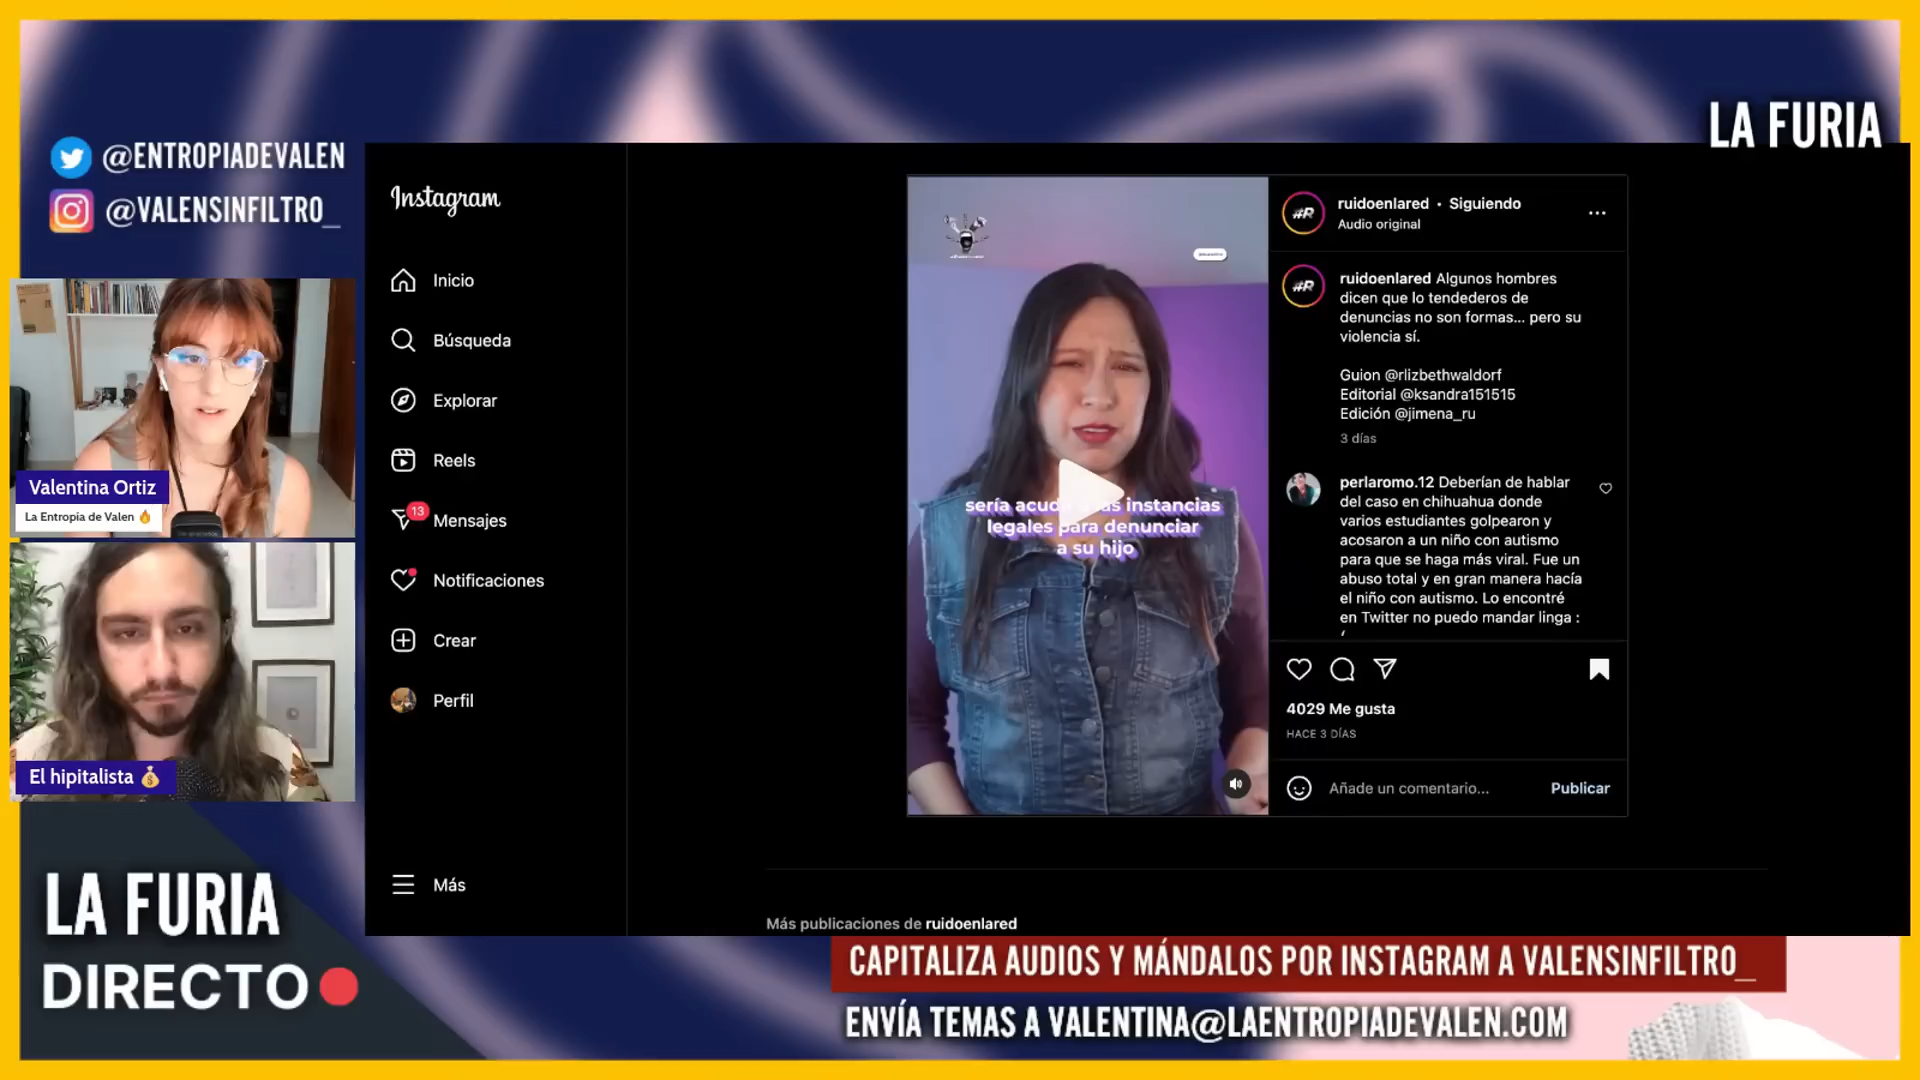 LA FURIA
@ENTROPIADEVALEN
@VALENSINFILTRO_
Valentina Ortiz
La Entropia de Valen 🔥
El hipitalista 💰
LA FURIA
DIRECTO
Instagram
Inicio
Búsqueda
Explorar
Reels
13
Mensajes
Notificaciones
Crear
Perfil
Más
sería acud
as instancias
legales para denunciar
a su hijo
#R
ruidoenlared • Siguiendo
Audio original
#R
ruidoenlared Algunos hombres
dicen que lo tendederos de
denuncias no son formas... pero su
violencia sí.
Guion @rlizbethwaldorf
Editorial @ksandra151515
Edición @jimena_ru
3 días
perlaromo.12 Deberían de hablar
del caso en chihuahua donde
varios estudiantes golpearon y
acosaron a un niño con autismo
para que se haga más viral. Fue un
abuso total y en gran manera hacía
el niño con autismo. Lo encontré
en Twitter no puedo mandar linga :
(
4029 Me gusta
HACE 3 DÍAS
Añade un comentario...
Publicar
Más publicaciones de ruidoenlared
CAPITALIZA AUDIOS Y MÁNDALOS POR INSTAGRAM A VALENSINFILTRO_
ENVÍA TEMAS A VALENTINA@LAENTROPIADEVALEN.COM